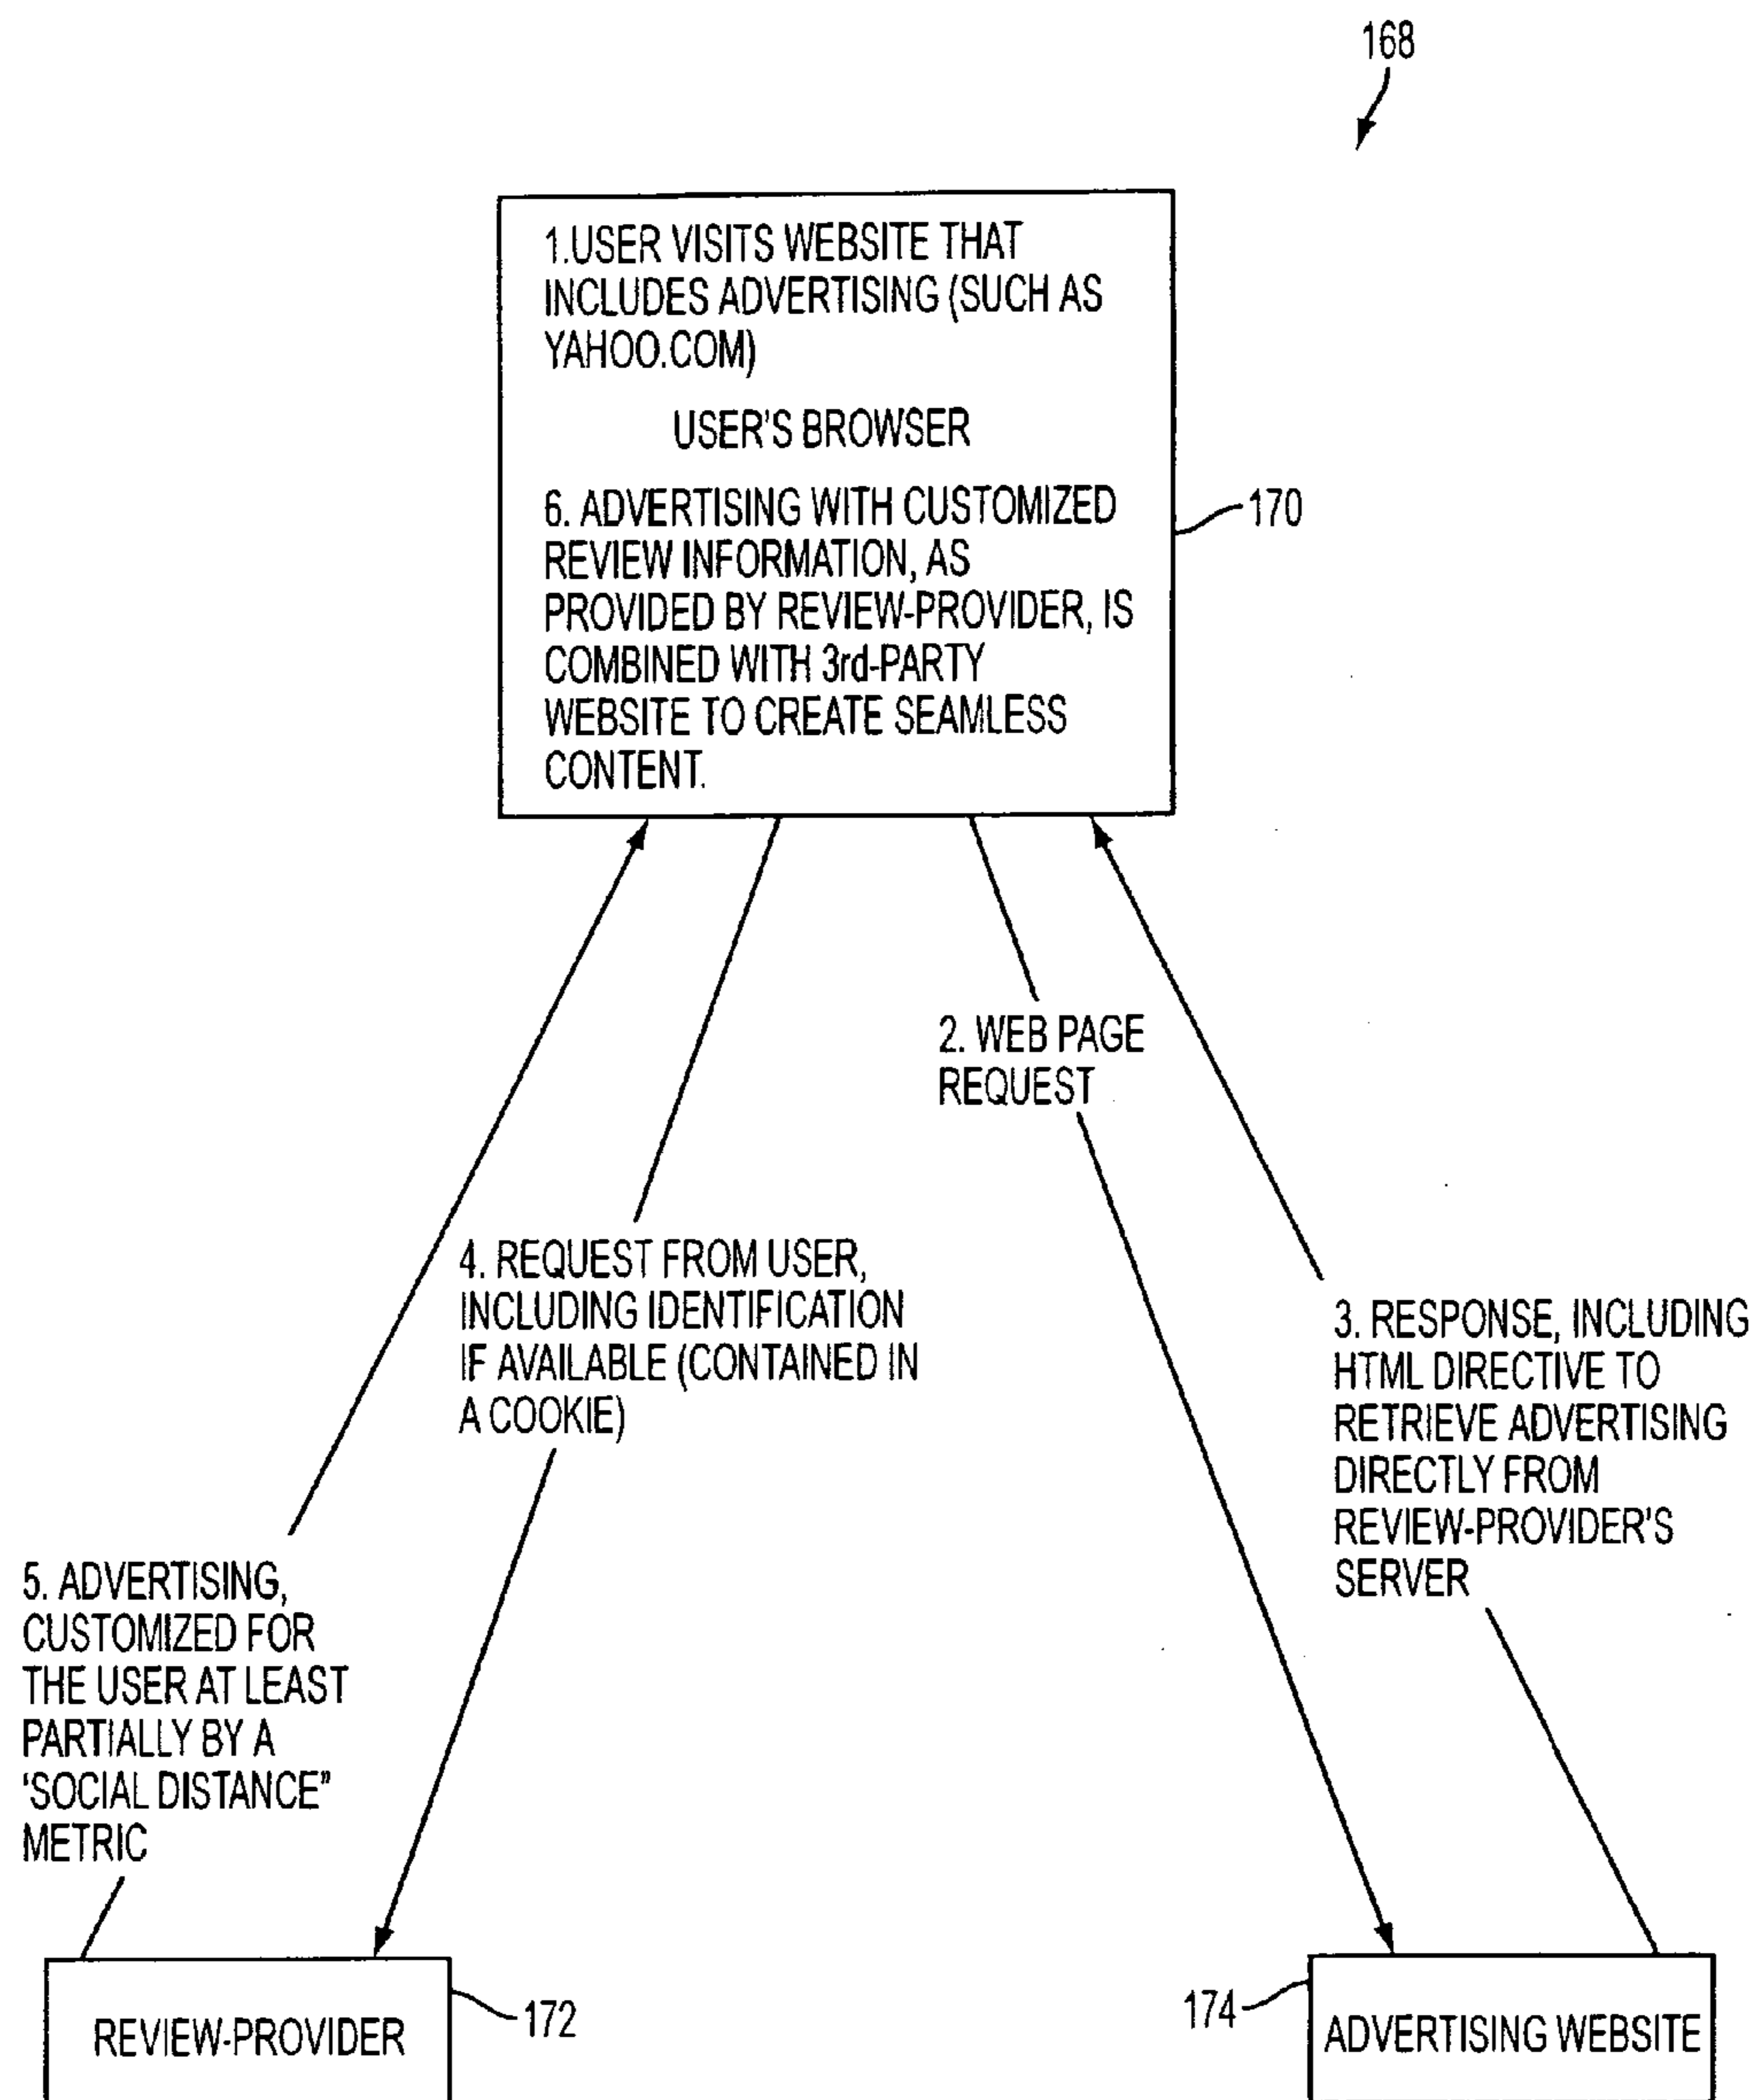 168
1.USER VISITS WEBSITE THAT
INCLUDES ADVERTISING (SUCH AS
YAHOO.COM)
USER'S BROWSER
6. ADVERTISING WITH CUSTOMIZED
REVIEW INFORMATION, AS
PROVIDED BY REVIEW-PROVIDER, IS
COMBINED WITH 3rd-PARTY
WEBSITE TO CREATE SEAMLESS
CONTENT.
170
2. WEB PAGE
REQUEST
4. REQUEST FROM USER,
INCLUDING IDENTIFICATION
IF AVAILABLE (CONTAINED IN
A COOKIE)
3. RESPONSE, INCLUDING
HTML DIRECTIVE TO
RETRIEVE ADVERTISING
DIRECTLY FROM
REVIEW-PROVIDER'S
SERVER
5. ADVERTISING,
CUSTOMIZED FOR
THE USER AT LEAST
PARTIALLY BY A
'SOCIAL DISTANCE"
METRIC
REVIEW-PROVIDER
172
174
ADVERTISING WEBSITE